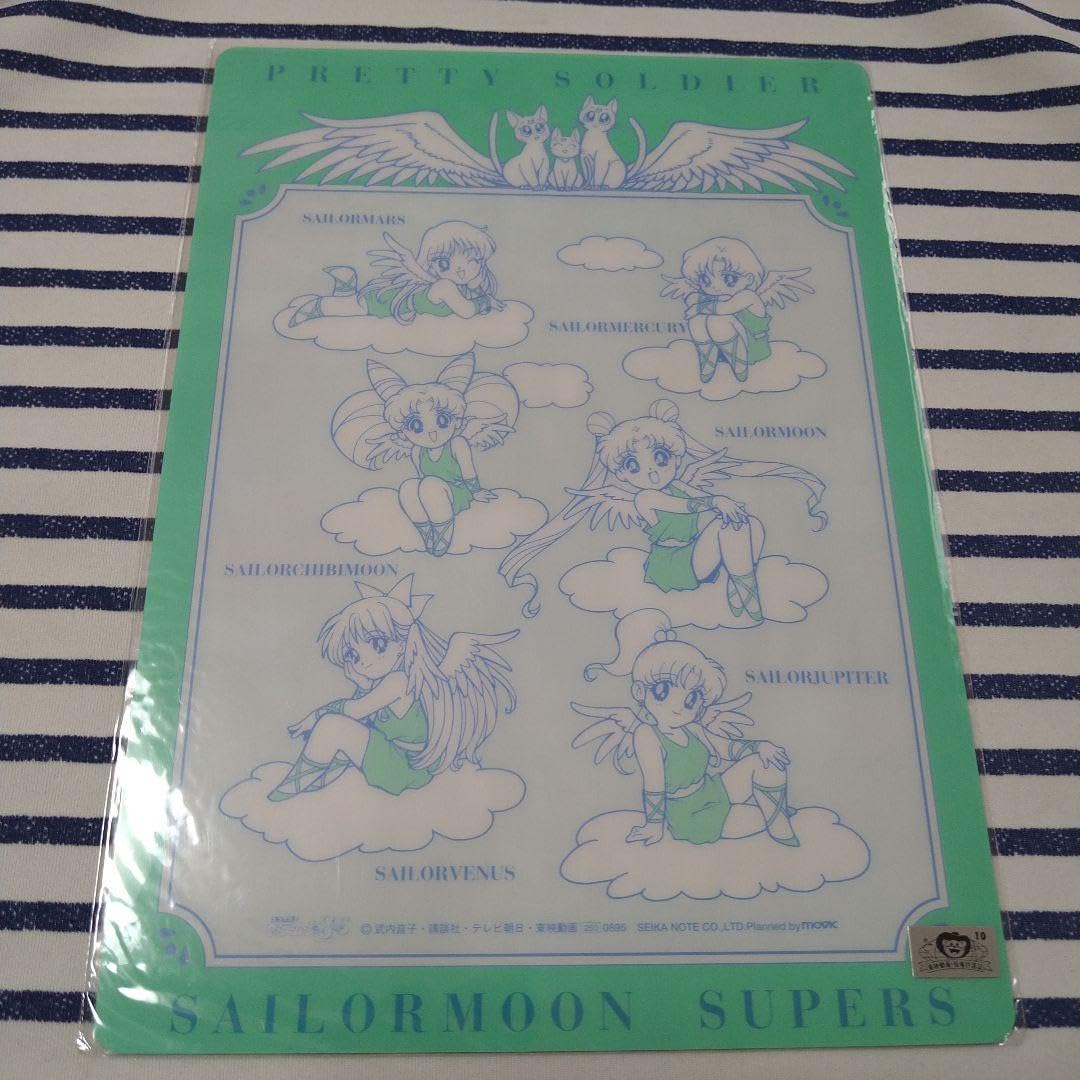 PRETTY SOLDIER
SAILORMARS
SAILORMERCURY
SAILORMOON
SAILORCHIBIMOON
SAILORJUPITER
SAILORVENUS
©武内直子・講談社・テレビ朝日・東映動画 250 0895 SEIKA NOTE CO.,LTD. Planned by movic
10
SAILORMOON SUPERS